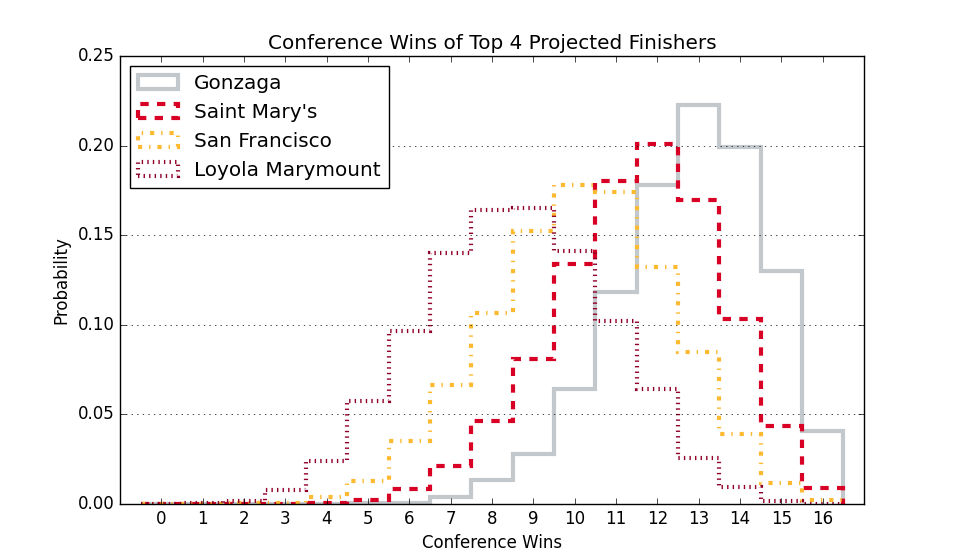 Conference Wins of Top 4 Projected Finishers
0.25
0.20
0.15
0.10
0.05
0.00
Probability
Gonzaga
Saint Mary's
San Francisco
Loyola Marymount
0 1 2 3 4 5 6 7 8 9 10 11 12 13 14 15 16
Conference Wins